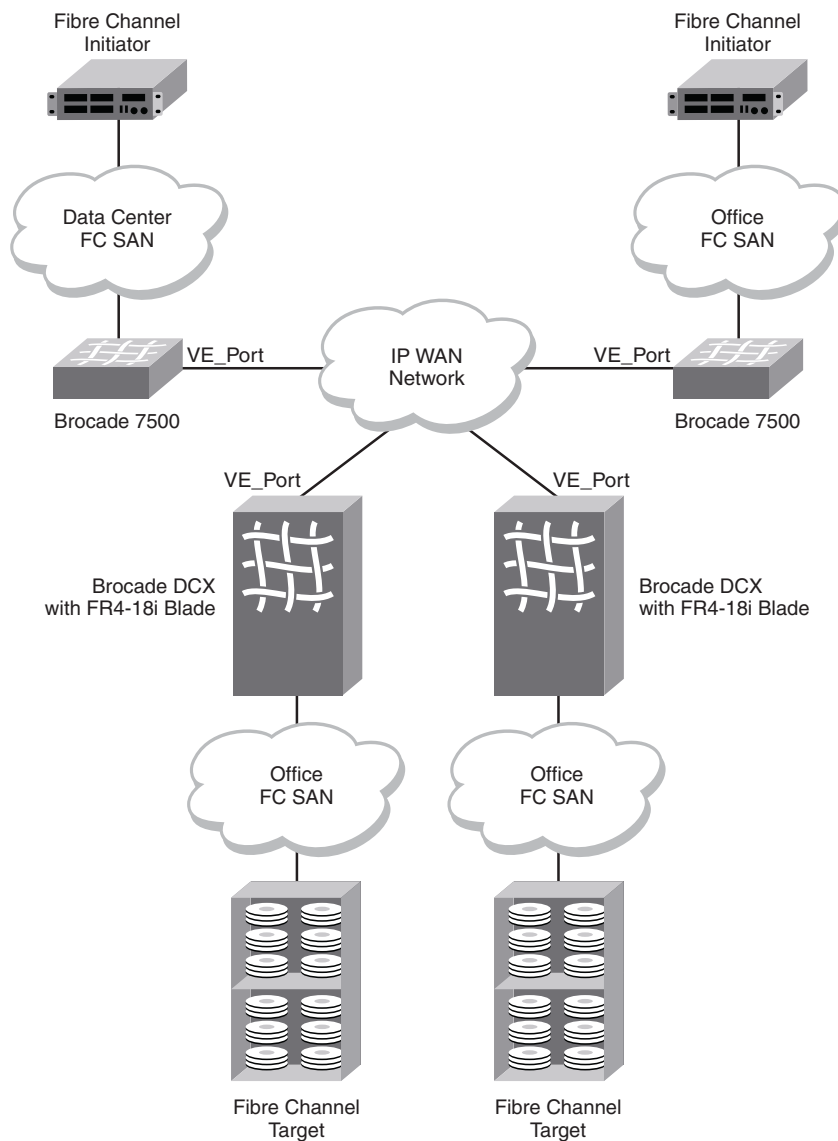 Fibre Channel
Initiator
Fibre Channel
Initiator
Data Center
FC SAN
Office
FC SAN
VE_Port
IP WAN
Network
VE_Port
Brocade 7500
Brocade 7500
VE_Port
VE_Port
Brocade DCX
with FR4-18i Blade
Brocade DCX
with FR4-18i Blade
Office
FC SAN
Office
FC SAN
Fibre Channel
Target
Fibre Channel
Target